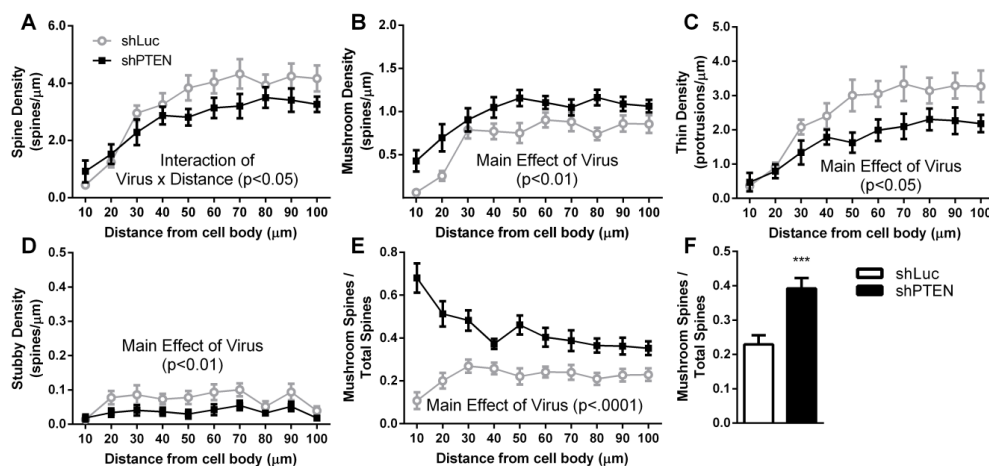 A
shLuc
shPTEN
Spine Density
(spines/μm)
6.0
4.0
2.0
0.0
Interaction of
Virus x Distance (p<0.05)
10 20 30 40 50 60 70 80 90 100
Distance from cell body (μm)
B
Mushroom Density
(spines/μm)
2.0
1.5
1.0
0.5
Main Effect of Virus
(p<0.01)
10 20 30 40 50 60 70 80 90 100
Distance from cell body (μm)
C
Thin Density
(protrusions/μm)
5.0
4.0
3.0
2.0
1.0
0.0
Main Effect of Virus
(p<0.05)
10 20 30 40 50 60 70 80 90 100
Distance from cell body (μm)
D
Stubby Density
(spines/μm)
0.5
0.4
0.3
0.2
0.1
0.0
Main Effect of Virus
(p<0.01)
10 20 30 40 50 60 70 80 90 100
Distance from cell body (μm)
E
Mushroom Spines /
Total Spines
0.8
0.6
0.4
0.2
0.0
Main Effect of Virus (p<.0001)
10 20 30 40 50 60 70 80 90 100
Distance from cell body (μm)
F
Mushroom Spines /
Total Spines
0.5
0.4
0.3
0.2
0.1
0.0
***
shLuc
shPTEN